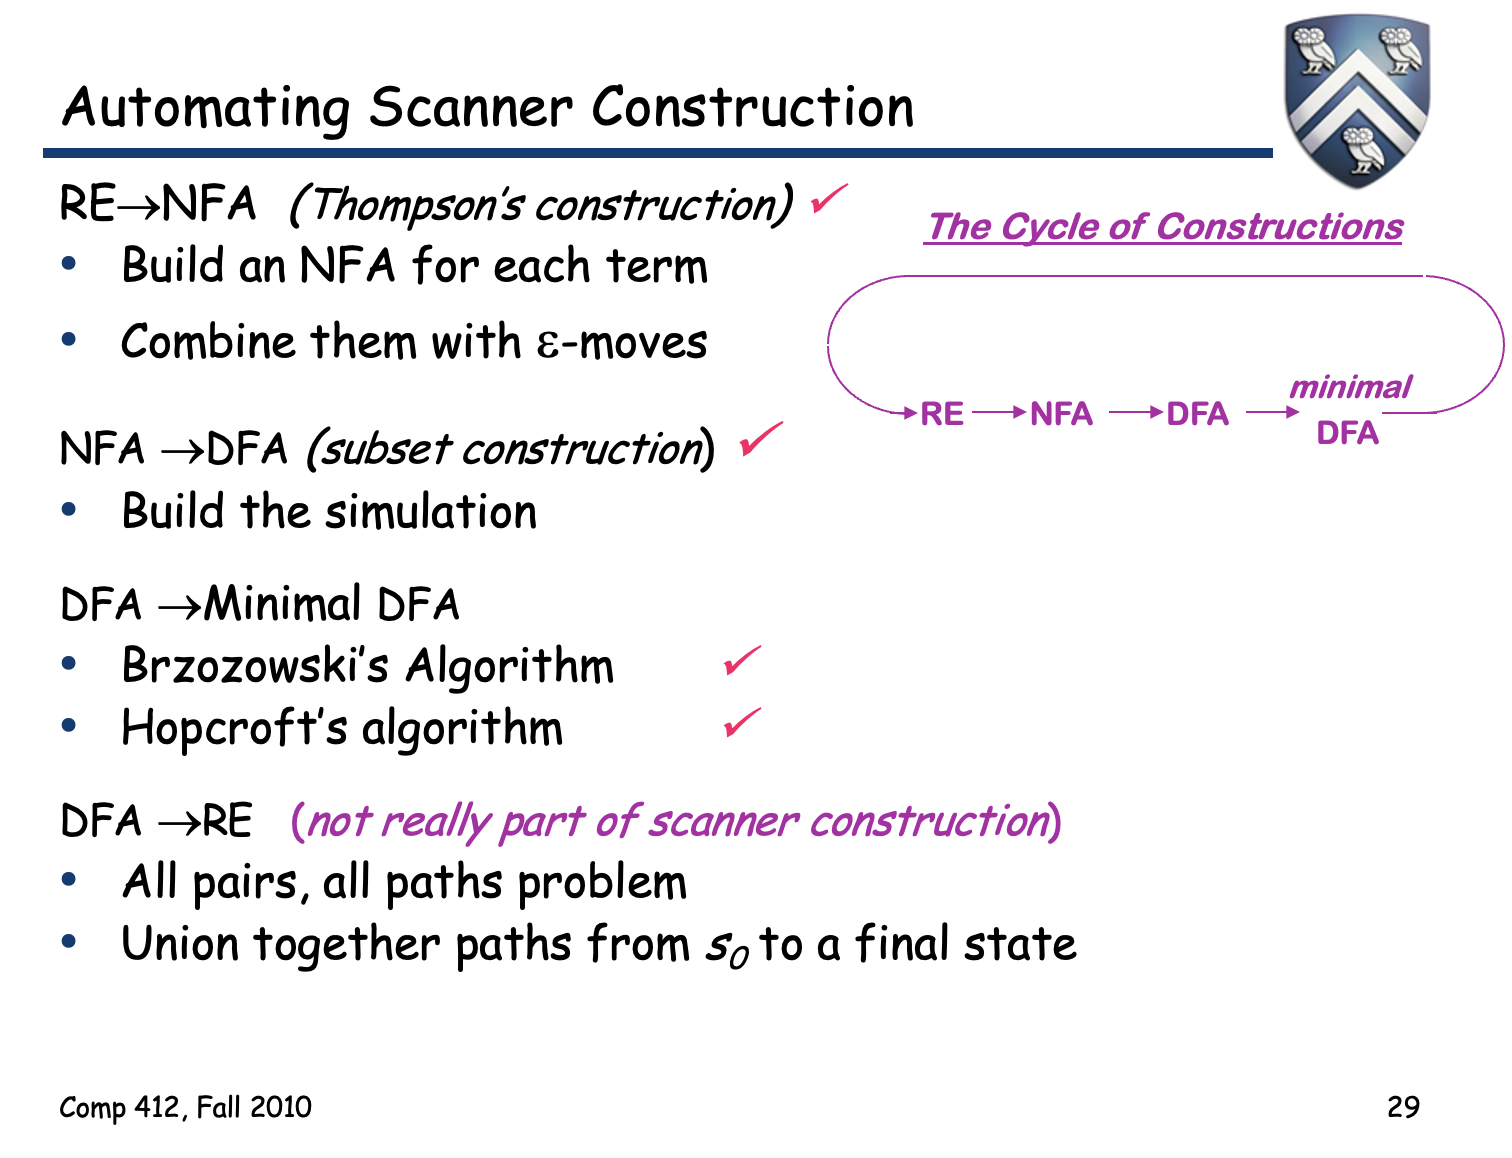 Automating Scanner Construction
RE→NFA (Thompson's construction) ✓
• Build an NFA for each term
• Combine them with ε-moves
NFA →DFA (subset construction) ✓
• Build the simulation
DFA →Minimal DFA
• Brzozowski's Algorithm ✓
• Hopcroft's algorithm ✓
DFA →RE (not really part of scanner construction)
• All pairs, all paths problem
• Union together paths from s₀ to a final state
The Cycle of Constructions
RE → NFA → DFA → minimal
DFA
Comp 412, Fall 2010
29